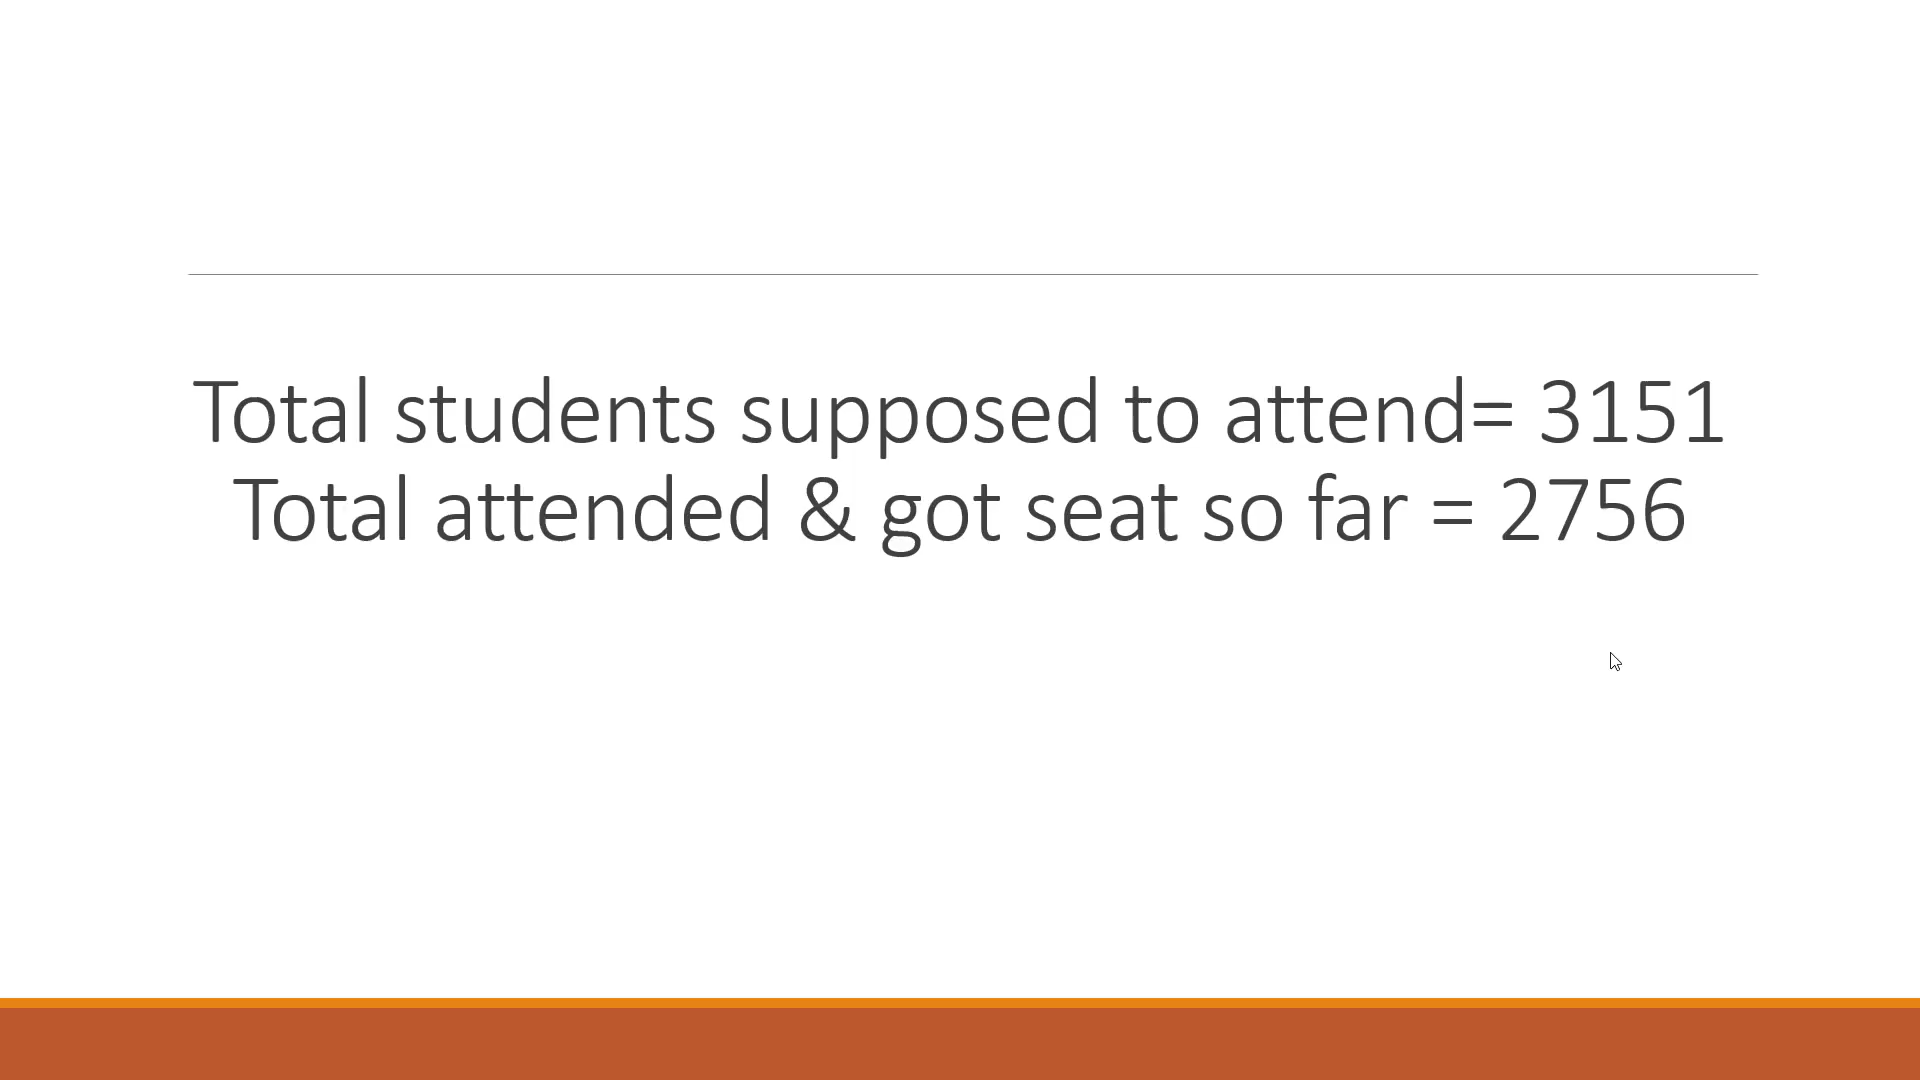 Total students supposed to attend= 3151
Total attended & got seat so far = 2756